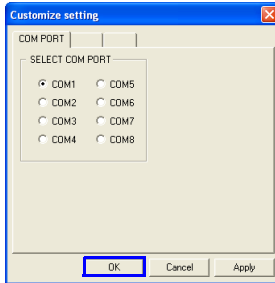 Customize setting
COM PORT
SELECT COM PORT
COM1 COM5
COM2 COM6
COM3 COM7
COM4 COM8
OK Cancel Apply